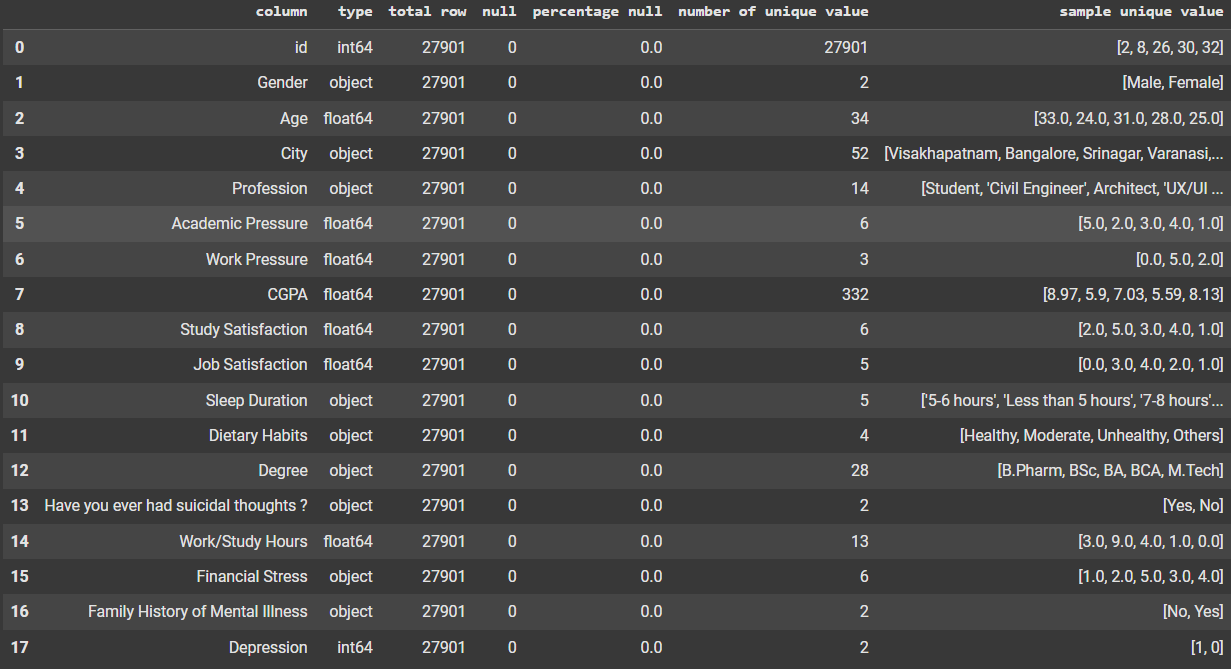 column type total row null percentage null number of unique value sample unique value
0 id int64 27901 0 0.0 27901 [2, 8, 26, 30, 32]
1 Gender object 27901 0 0.0 2 [Male, Female]
2 Age float64 27901 0 0.0 34 [33.0, 24.0, 31.0, 28.0, 25.0]
3 City object 27901 0 0.0 52 [Visakhapatnam, Bangalore, Srinagar, Varanasi,...
4 Profession object 27901 0 0.0 14 [Student, 'Civil Engineer', Architect, 'UX/UI ...
5 Academic Pressure float64 27901 0 0.0 6 [5.0, 2.0, 3.0, 4.0, 1.0]
6 Work Pressure float64 27901 0 0.0 3 [0.0, 5.0, 2.0]
7 CGPA float64 27901 0 0.0 332 [8.97, 5.9, 7.03, 5.59, 8.13]
8 Study Satisfaction float64 27901 0 0.0 6 [2.0, 5.0, 3.0, 4.0, 1.0]
9 Job Satisfaction float64 27901 0 0.0 5 [0.0, 3.0, 4.0, 2.0, 1.0]
10 Sleep Duration object 27901 0 0.0 5 ['5-6 hours', 'Less than 5 hours', '7-8 hours'...
11 Dietary Habits object 27901 0 0.0 4 [Healthy, Moderate, Unhealthy, Others]
12 Degree object 27901 0 0.0 28 [B.Pharm, BSc, BA, BCA, M.Tech]
13 Have you ever had suicidal thoughts ? object 27901 0 0.0 2 [Yes, No]
14 Work/Study Hours float64 27901 0 0.0 13 [3.0, 9.0, 4.0, 1.0, 0.0]
15 Financial Stress object 27901 0 0.0 6 [1.0, 2.0, 5.0, 3.0, 4.0]
16 Family History of Mental Illness object 27901 0 0.0 2 [No, Yes]
17 Depression int64 27901 0 0.0 2 [1, 0]